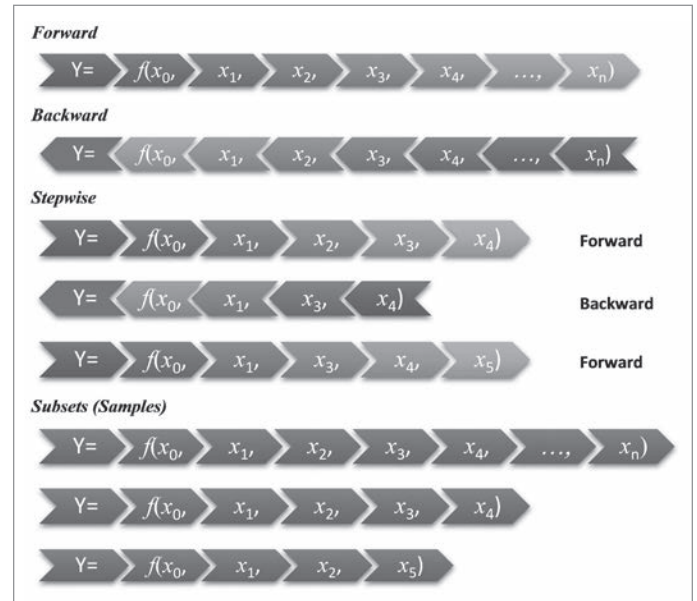 Forward
Y= f(x₀, x₁, x₂, x₃, x₄, ..., xₙ)
Backward
Y= f(x₀, x₁, x₂, x₃, x₄, ..., xₙ)
Stepwise
Y= f(x₀, x₁, x₂, x₃, x₄) Forward
Y= f(x₀, x₁, x₃, x₄) Backward
Y= f(x₀, x₁, x₃, x₄, x₅) Forward
Subsets (Samples)
Y= f(x₀, x₁, x₂, x₃, x₄, ..., xₙ)
Y= f(x₀, x₁, x₂, x₃, x₄)
Y= f(x₀, x₁, x₂, x₅)